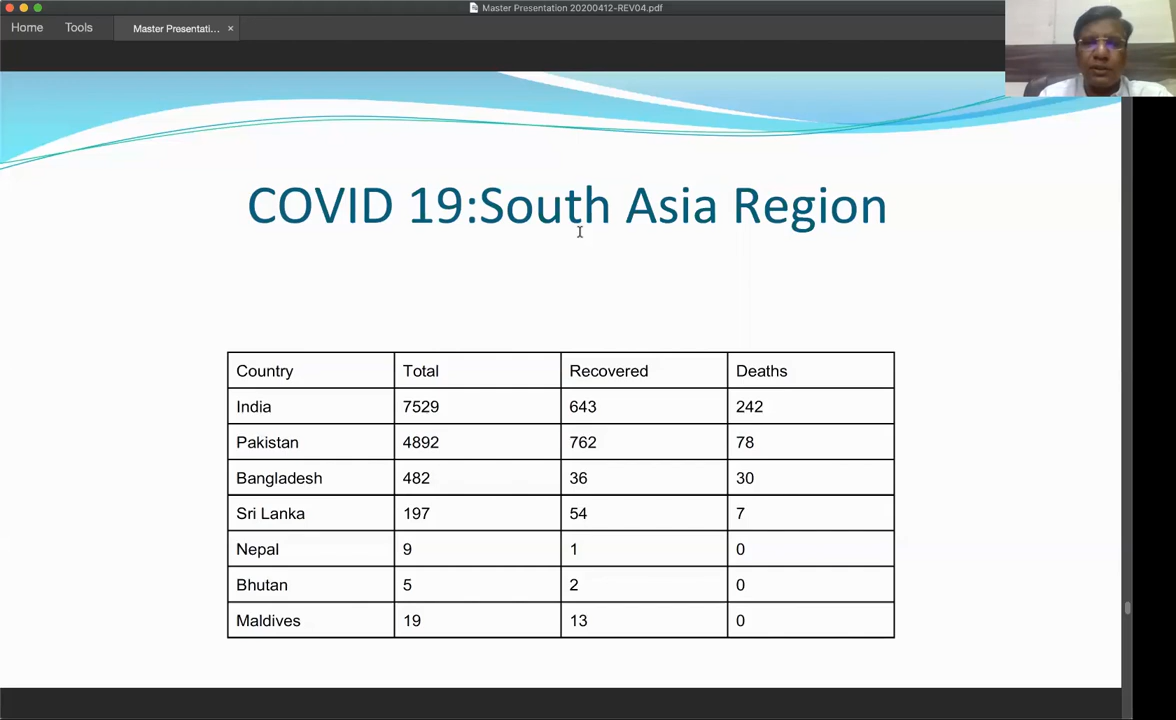 Master Presentation 20200412-REV04.pdf
Home Tools Master Presentati... ×
COVID 19:South Asia Region
Country Total Recovered Deaths
India 7529 643 242
Pakistan 4892 762 78
Bangladesh 482 36 30
Sri Lanka 197 54 7
Nepal 9 1 0
Bhutan 5 2 0
Maldives 19 13 0